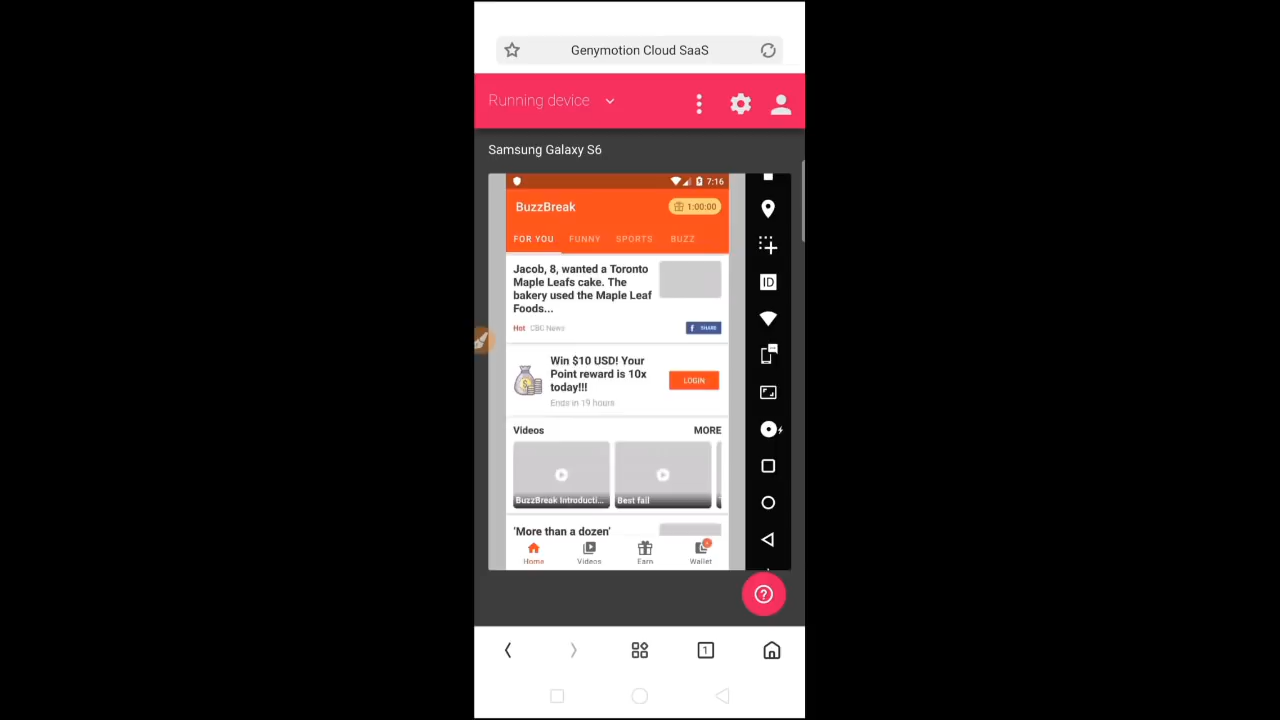 Genymotion Cloud SaaS
Running device
Samsung Galaxy S6
7:16
BuzzBreak
1:00:00
FOR YOU FUNNY SPORTS BUZZ
Jacob, 8, wanted a Toronto
Maple Leafs cake. The
bakery used the Maple Leaf
Foods...
Hot CBC News
f SHARE
Win $10 USD! Your
Point reward is 10x
today!!!
Ends in 19 hours
LOGIN
Videos MORE
BuzzBreak Introducti... Best fail
'More than a dozen'
Home Videos Earn Wallet
ID
1